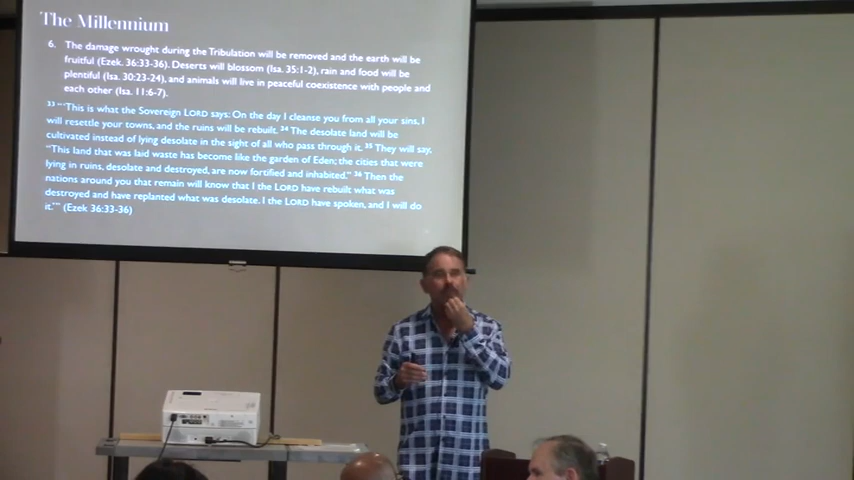 The Millennium
6. The damage wrought during the Tribulation will be removed and the earth will be
fruitful (Ezek. 36:33-36). Deserts will blossom (Isa. 35:1-2), rain and food will be
plentiful (Isa. 30:23-24), and animals will live in peaceful coexistence with people and
each other (Isa. 11:6-7).
33 "'This is what the Sovereign LORD says: On the day I cleanse you from all your sins, I
will resettle your towns, and the ruins will be rebuilt. 34 The desolate land will be
cultivated instead of lying desolate in the sight of all who pass through it. 35 They will say,
"This land that was laid waste has become like the garden of Eden; the cities that were
lying in ruins, desolate and destroyed, are now fortified and inhabited." 36 Then the
nations around you that remain will know that I the LORD have rebuilt what was
destroyed and have replanted what was desolate. I the LORD have spoken, and I will do
it.'" (Ezek 36:33-36)